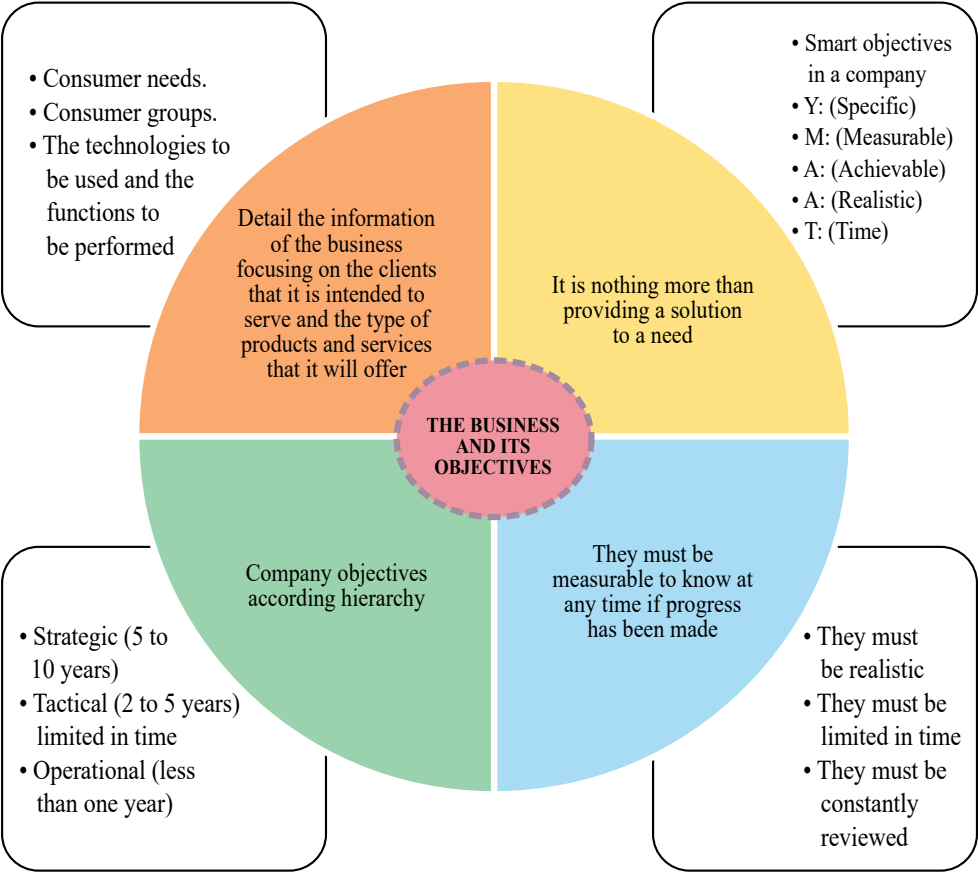 • Consumer needs.
• Consumer groups.
• The technologies to
be used and the
functions to
be performed
• Smart objectives
in a company
• Y: (Specific)
• M: (Measurable)
• A: (Achievable)
• A: (Realistic)
• T: (Time)
Detail the information
of the business
focusing on the clients
that it is intended to
serve and the type of
products and services
that it will offer
It is nothing more than
providing a solution
to a need
THE BUSINESS
AND ITS
OBJECTIVES
Company objectives
according hierarchy
They must be
measurable to know at
any time if progress
has been made
• Strategic (5 to
10 years)
• Tactical (2 to 5 years)
limited in time
• Operational (less
than one year)
• They must
be realistic
• They must be
limited in time
• They must be
constantly
reviewed